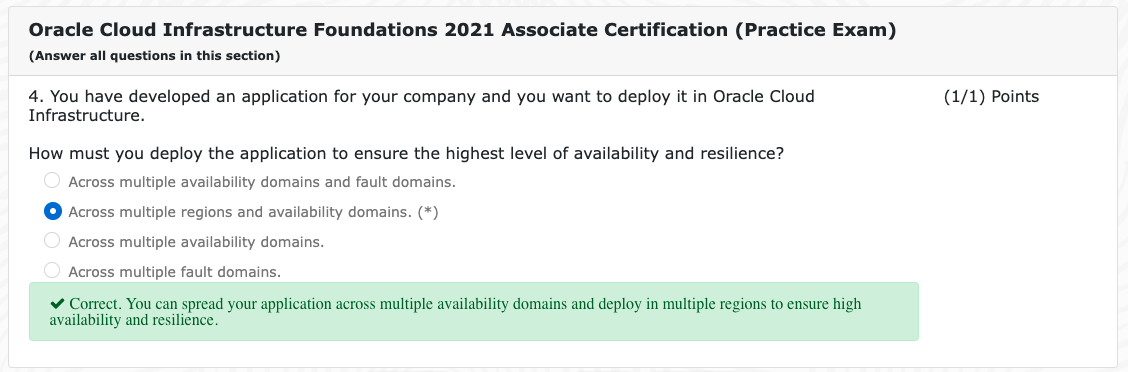 Oracle Cloud Infrastructure Foundations 2021 Associate Certification (Practice Exam)
(Answer all questions in this section)
4. You have developed an application for your company and you want to deploy it in Oracle Cloud (1/1) Points
Infrastructure.
How must you deploy the application to ensure the highest level of availability and resilience?
Across multiple availability domains and fault domains.
Across multiple regions and availability domains. (*)
Across multiple availability domains.
Across multiple fault domains.
✔ Correct. You can spread your application across multiple availability domains and deploy in multiple regions to ensure high
availability and resilience.